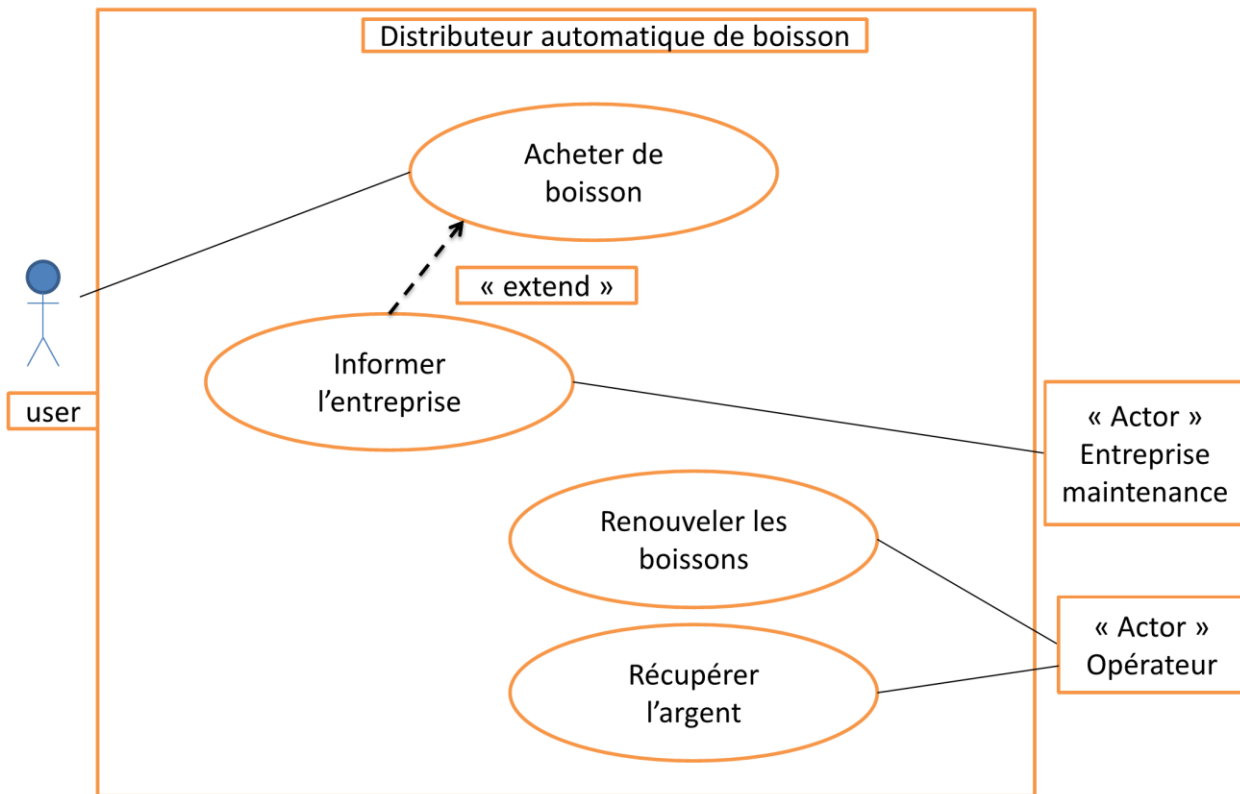 Distributeur automatique de boisson
Acheter de
boisson
« extend »
Informer
l’entreprise
user
« Actor »
Entreprise
maintenance
Renouveler les
boissons
« Actor »
Opérateur
Récupérer
l’argent